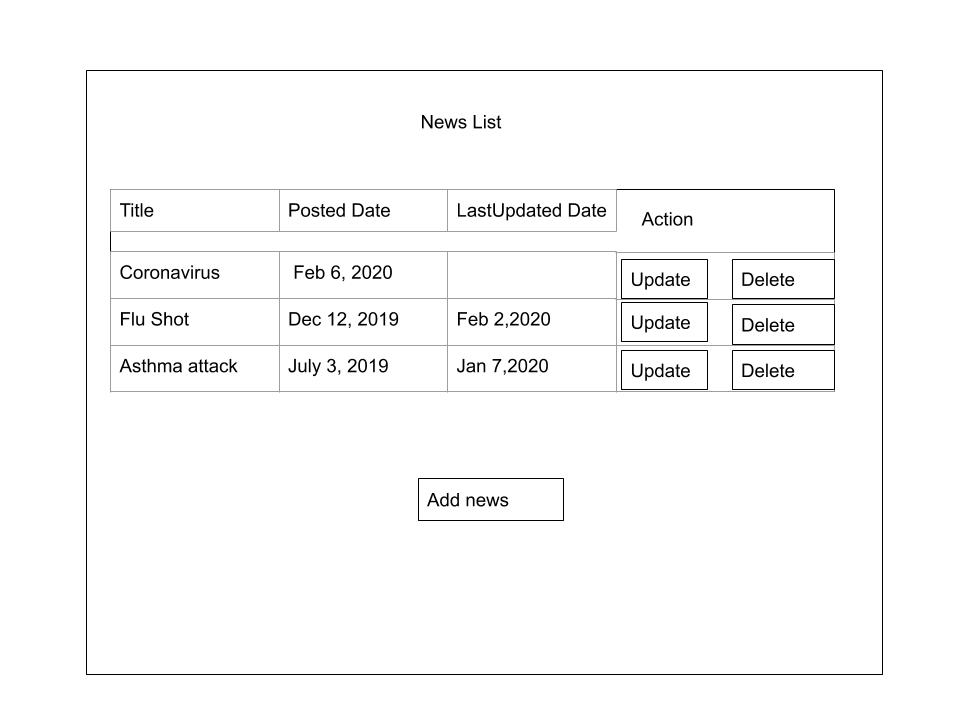 News List
Title Posted Date LastUpdated Date Action
Coronavirus Feb 6, 2020 Update Delete
Flu Shot Dec 12, 2019 Feb 2,2020 Update Delete
Asthma attack July 3, 2019 Jan 7,2020 Update Delete
Add news